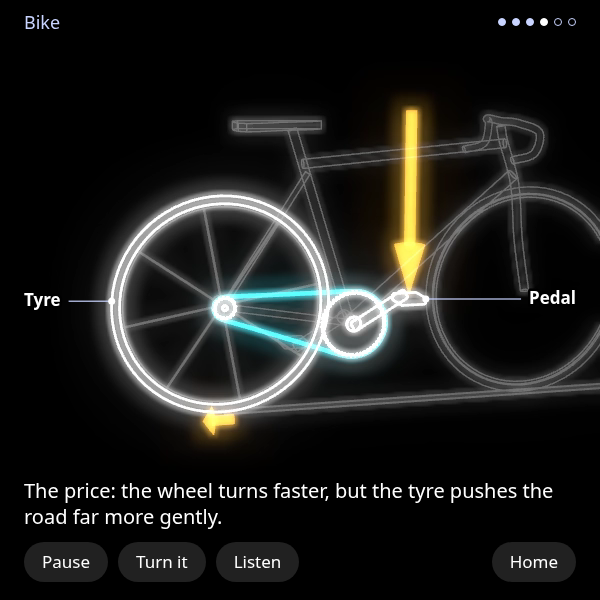 Bike
Tyre
Pedal
The price: the wheel turns faster, but the tyre pushes the
road far more gently.
Pause
Turn it
Listen
Home